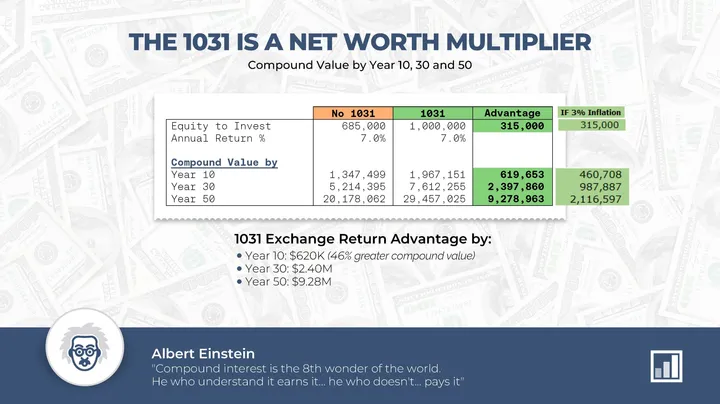 THE 1031 IS A NET WORTH MULTIPLIER
Compound Value by Year 10, 30 and 50
No 1031 1031 Advantage IF 3% Inflation
Equity to Invest 685,000 1,000,000 315,000 315,000
Annual Return % 7.0% 7.0%
Compound Value by
Year 10 1,347,499 1,967,151 619,653 460,708
Year 30 5,214,395 7,612,255 2,397,860 987,887
Year 50 20,178,062 29,457,025 9,278,963 2,116,597
1031 Exchange Return Advantage by:
• Year 10: $620K (46% greater compound value)
• Year 30: $2.40M
• Year 50: $9.28M
Albert Einstein
"Compound interest is the 8th wonder of the world.
He who understand it earns it... he who doesn't... pays it"